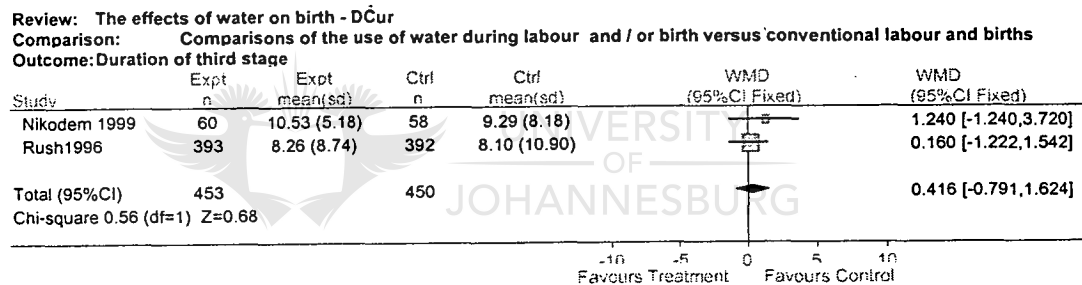 Review: The effects of water on birth - DĊur
Comparison: Comparisons of the use of water during labour and / or birth versus conventional labour and births
Outcome: Duration of third stage
Expt Expt Ctrl Ctrl WMD WMD
Study n mean(sd) n mean(sd) (95%CI Fixed) (95%CI Fixed)
Nikodem 1999 60 10.53 (5.18) 58 9.29 (8.18) 1.240 [-1.240,3.720]
Rush1996 393 8.26 (8.74) 392 8.10 (10.90) 0.160 [-1.222,1.542]
Total (95%CI) 453 450 0.416 [-0.791,1.624]
Chi-square 0.56 (df=1) Z=0.68
-10 -5 0 5 10
Favours Treatment Favours Control
UNIVERSITY
OF
JOHANNESBURG